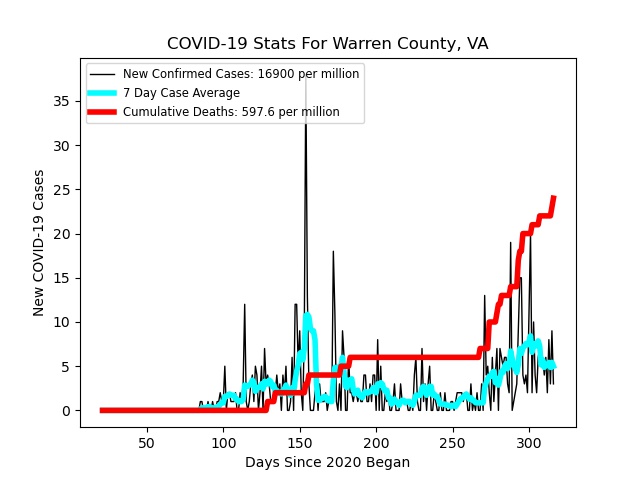 COVID-19 Stats For Warren County, VA
New Confirmed Cases: 16900 per million
7 Day Case Average
Cumulative Deaths: 597.6 per million
New COVID-19 Cases
35
30
25
20
15
10
5
0
50 100 150 200 250 300
Days Since 2020 Began